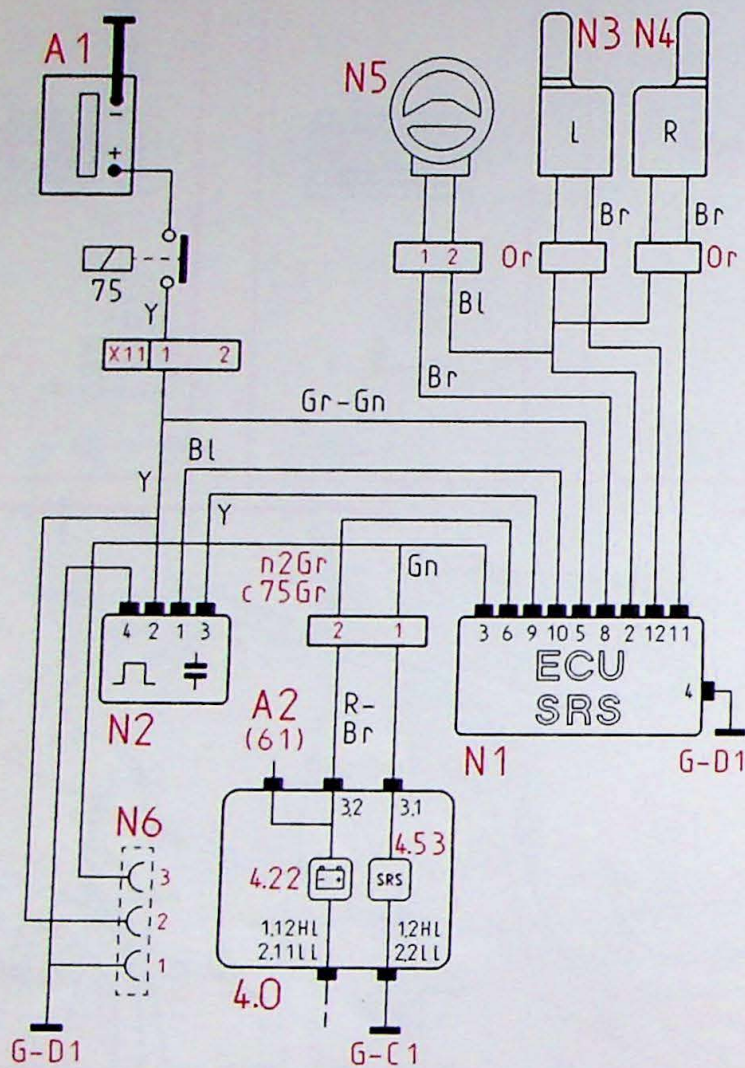 A1
N5
N3 N4
-
+
L
R
Br
Br
75
1 2
Or
Or
Y
Bl
X11 1 2
Br
Gr-Gn
Bl
Y
Y
n2Gr
c75Gr
Gn
4 2 1 3
2 1
3 6 9 10 5 8 2 12 11
ECU
SRS
4
N2
A2
(61)
R-
Br
N1
G-D1
3.2
3.1
N6
4.53
4.22
- +
SRS
3
2
1
1.12HL
2.11LL
1.2HL
2.2LL
4.0
G-D1
G-C1